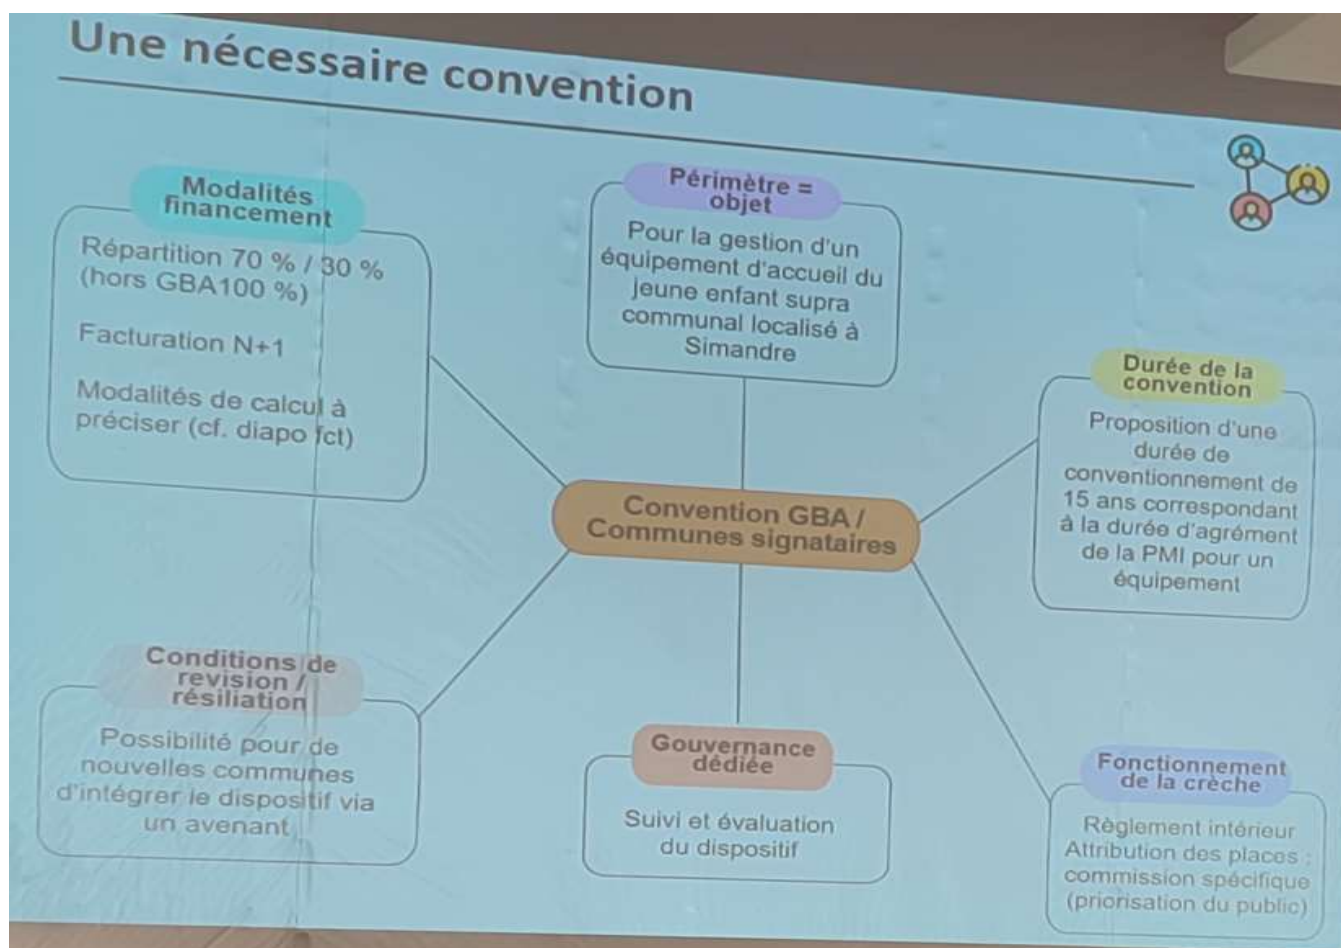 Une nécessaire convention
Modalités
financement
Répartition 70 % / 30 %
(hors GBA100 %)
Facturation N+1
Modalités de calcul à
préciser (cf. diapo fct)
Périmètre =
objet
Pour la gestion d'un
équipement d'accueil du
jeune enfant supra
communal localisé à
Simandre
Durée de la
convention
Proposition d'une
durée de
conventionnement de
15 ans correspondant
à la durée d'agrément
de la PMI pour un
équipement
Convention GBA /
Communes signataires
Conditions de
revision /
résiliation
Possibilité pour de
nouvelles communes
d'intégrer le dispositif via
un avenant
Gouvernance
dédiée
Suivi et évaluation
du dispositif
Fonctionnement
de la crèche
Règlement intérieur
Attribution des places :
commission spécifique
(priorisation du public)